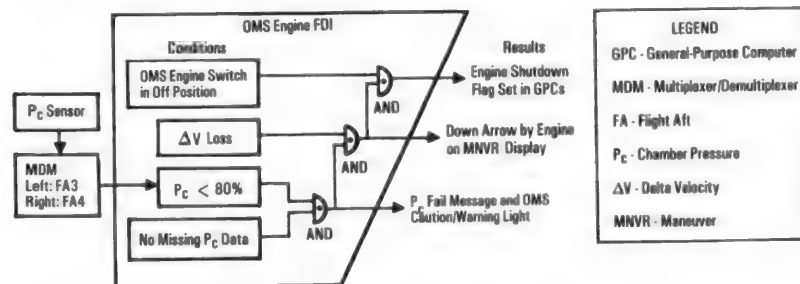 OMS Engine FDI
Conditions
Results
OMS Engine Switch
in Off Position
AND
Engine Shutdown
Flag Set in GPCs
PC Sensor
ΔV Loss
AND
Down Arrow by Engine
on MNVR Display
MDM
Left: FA3
Right: FA4
PC < 80%
No Missing PC Data
AND
PC Fail Message and OMS
Caution/Warning Light
LEGEND
GPC - General-Purpose Computer
MDM - Multiplexer/Demultiplexer
FA - Flight Aft
PC - Chamber Pressure
ΔV - Delta Velocity
MNVR - Maneuver